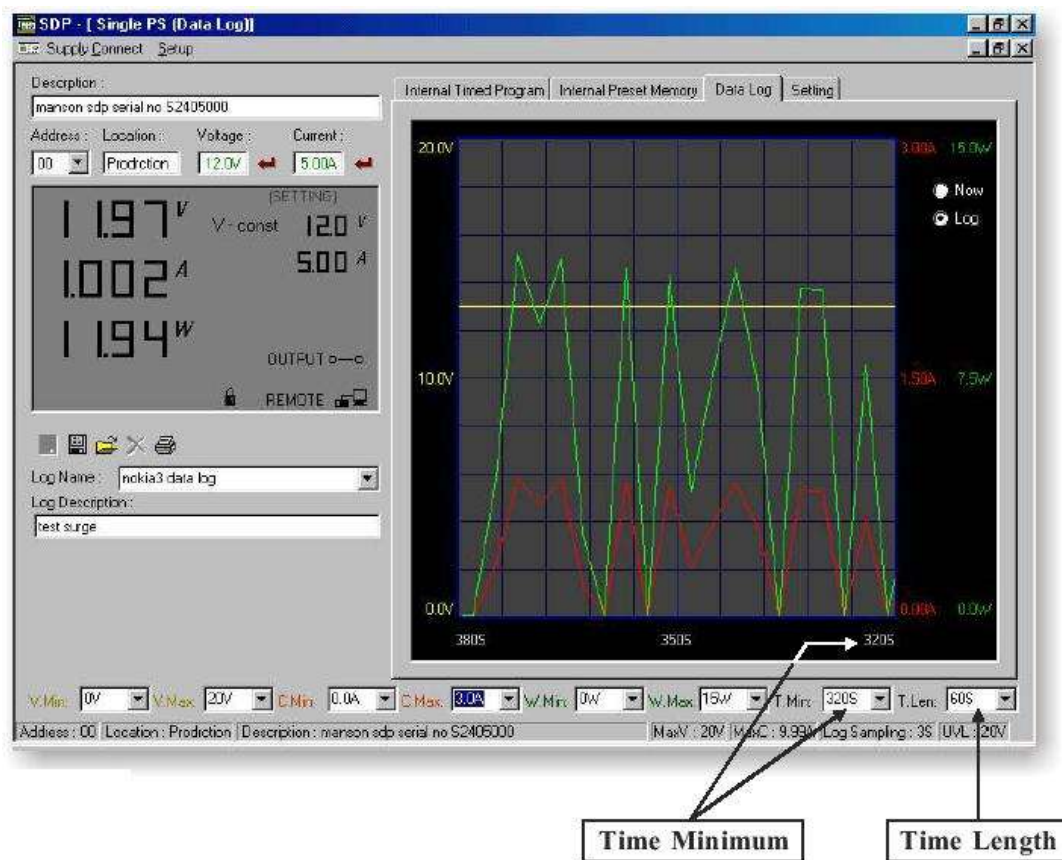 SDP - [ Single PS (Data Log)]
Supply Connect Setup
Descrption :
manson sdp serial no S2405000
Address : Location : Voltage : Current :
00 Prodrction 12.0V 5.00A
(SETTING)
11.97 V V-const 12.0 V
1.002 A 5.00 A
11.94 W
OUTPUT
REMOTE
Log Name : nokia3 data log
Log Description :
test surge
Internal Timed Program Internal Preset Memory Data Log Setting
20.0V 3.00A 15.0W
Now
Log
10.0V 1.50A 7.5W
0.0V 0.00A 0.0W
380S 350S 320S
V.Min: 0V V.Max: 20V C.Min: 0.0A C.Max: 3.0A W.Min: 0W W.Max: 15W T.Min: 320S T.Len: 60S
Address : 00 Location : Prodrction Description : manson sdp serial no S2405000 MaxV : 20V MaxC : 9.99A Log Sampling : 3S UVL : 20V
Time Minimum Time Length